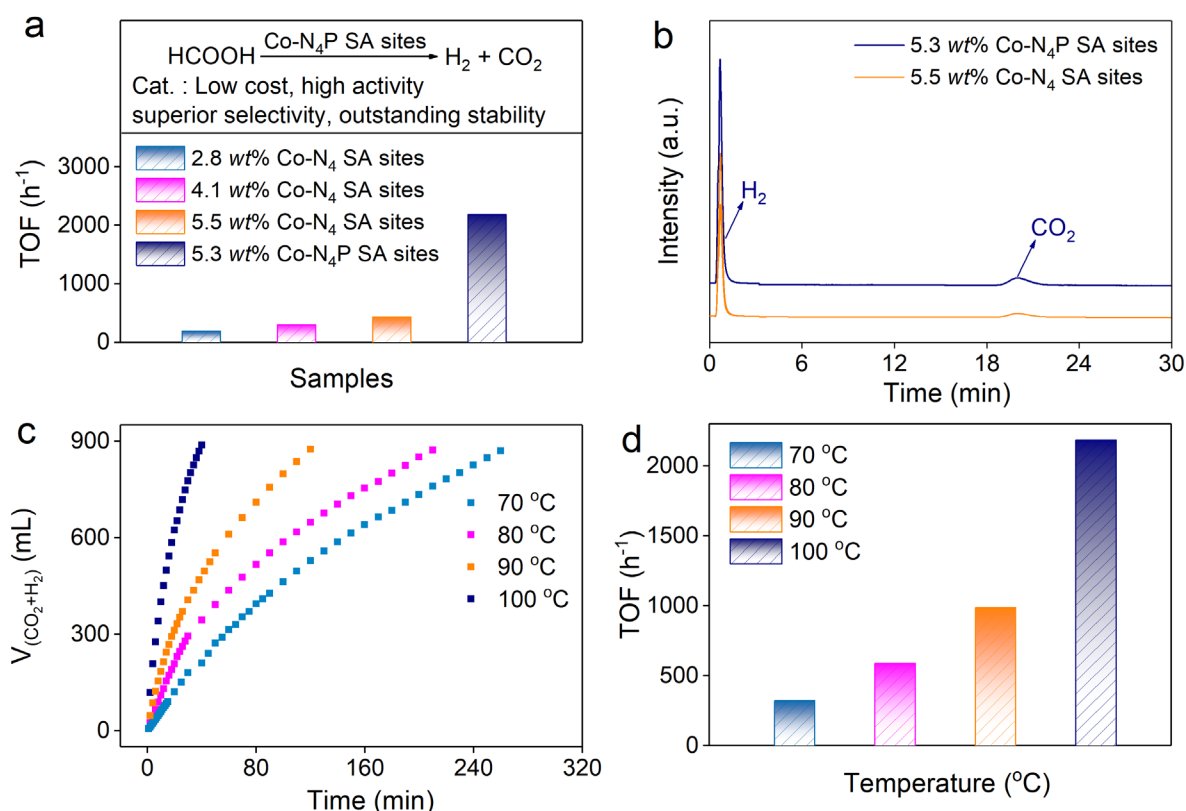 a
HCOOH Co-N₄P SA sites H₂ + CO₂
Cat. : Low cost, high activity
superior selectivity, outstanding stability
TOF (h⁻¹)
3000
2000
1000
0
2.8 wt% Co-N₄ SA sites
4.1 wt% Co-N₄ SA sites
5.5 wt% Co-N₄ SA sites
5.3 wt% Co-N₄P SA sites
Samples
b
5.3 wt% Co-N₄P SA sites
5.5 wt% Co-N₄ SA sites
Intensity (a.u.)
H₂
CO₂
0 6 12 18 24 30
Time (min)
c
V(CO₂+H₂) (mL)
900
600
300
0
70 ºC
80 ºC
90 ºC
100 ºC
0 80 160 240 320
Time (min)
d
TOF (h⁻¹)
2000
1500
1000
500
0
70 ºC
80 ºC
90 ºC
100 ºC
Temperature (ºC)